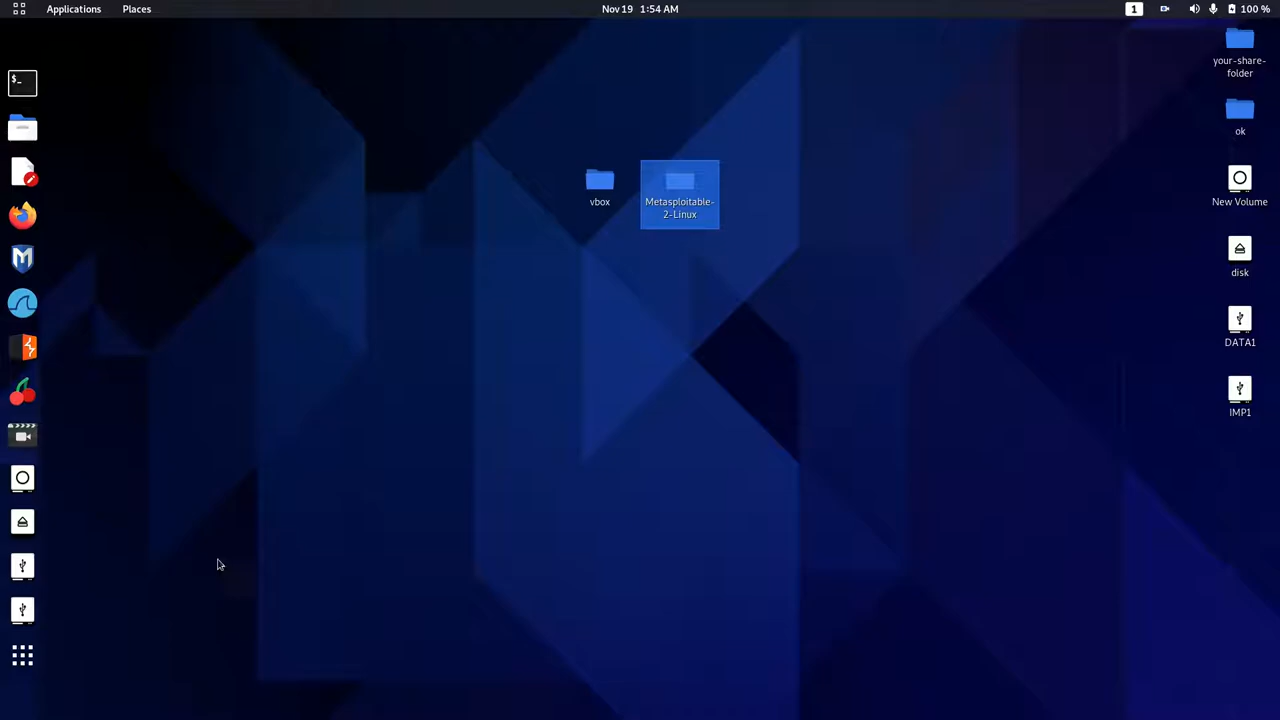 Applications Places Nov 19 1:54 AM 1 100 %
$_
your-share-
folder
ok
vbox
Metasploitable-
2-Linux
New Volume
disk
DATA1
IMP1